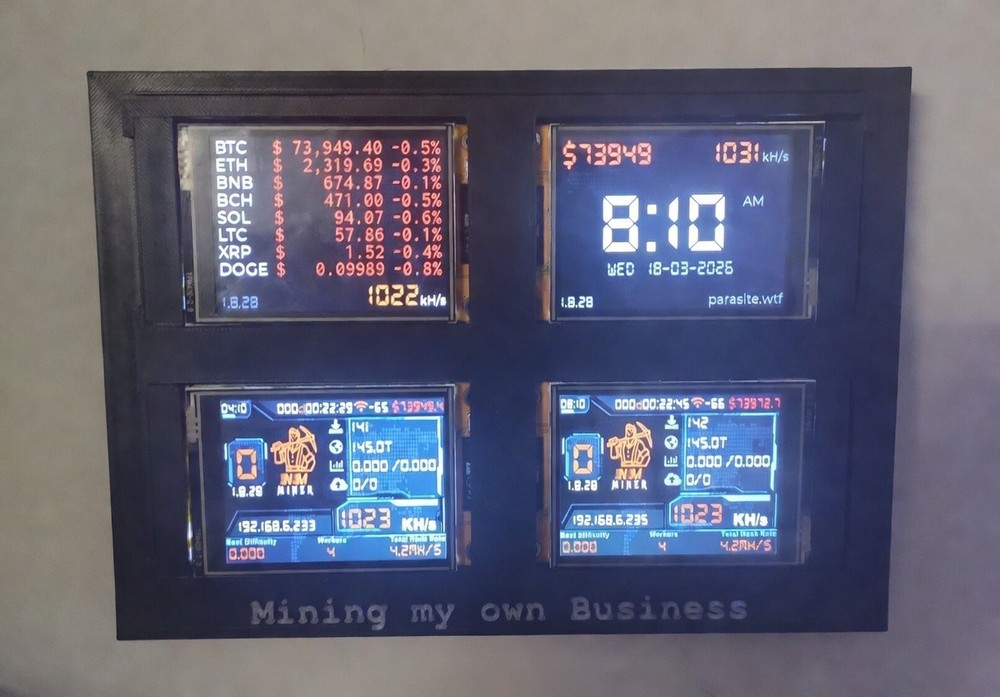 BTC $ 73,949.40 -0.5%
ETH $ 2,319.69 -0.3%
BNB $ 674.87 -0.1%
BCH $ 471.00 -0.5%
SOL $ 94.07 -0.6%
LTC $ 57.86 -0.1%
XRP $ 1.52 -0.4%
DOGE $ 0.09989 -0.8%
1.8.28 1022 kH/s
$73949 1031 kH/s
8:10 AM
WED 18-03-2026
1.8.28 parasite.wtf
04:10 000d00:22:29 -65 $73949.4
141
145.0T
0 0.000 /0.000
NM
MINER
1.8.28 0/0
192.168.6.233 1023 KH/s
Best Difficulty Workers Total Hash Rate
0.000 4 4.2MH/S
08:10 000d00:22:45 -66 $73972.7
142
145.0T
0 0.000 /0.000
NM
MINER
1.8.28 0/0
192.168.6.235 1023 KH/s
Best Difficulty Workers Total Hash Rate
0.000 4 4.2MH/S
Mining my own Business